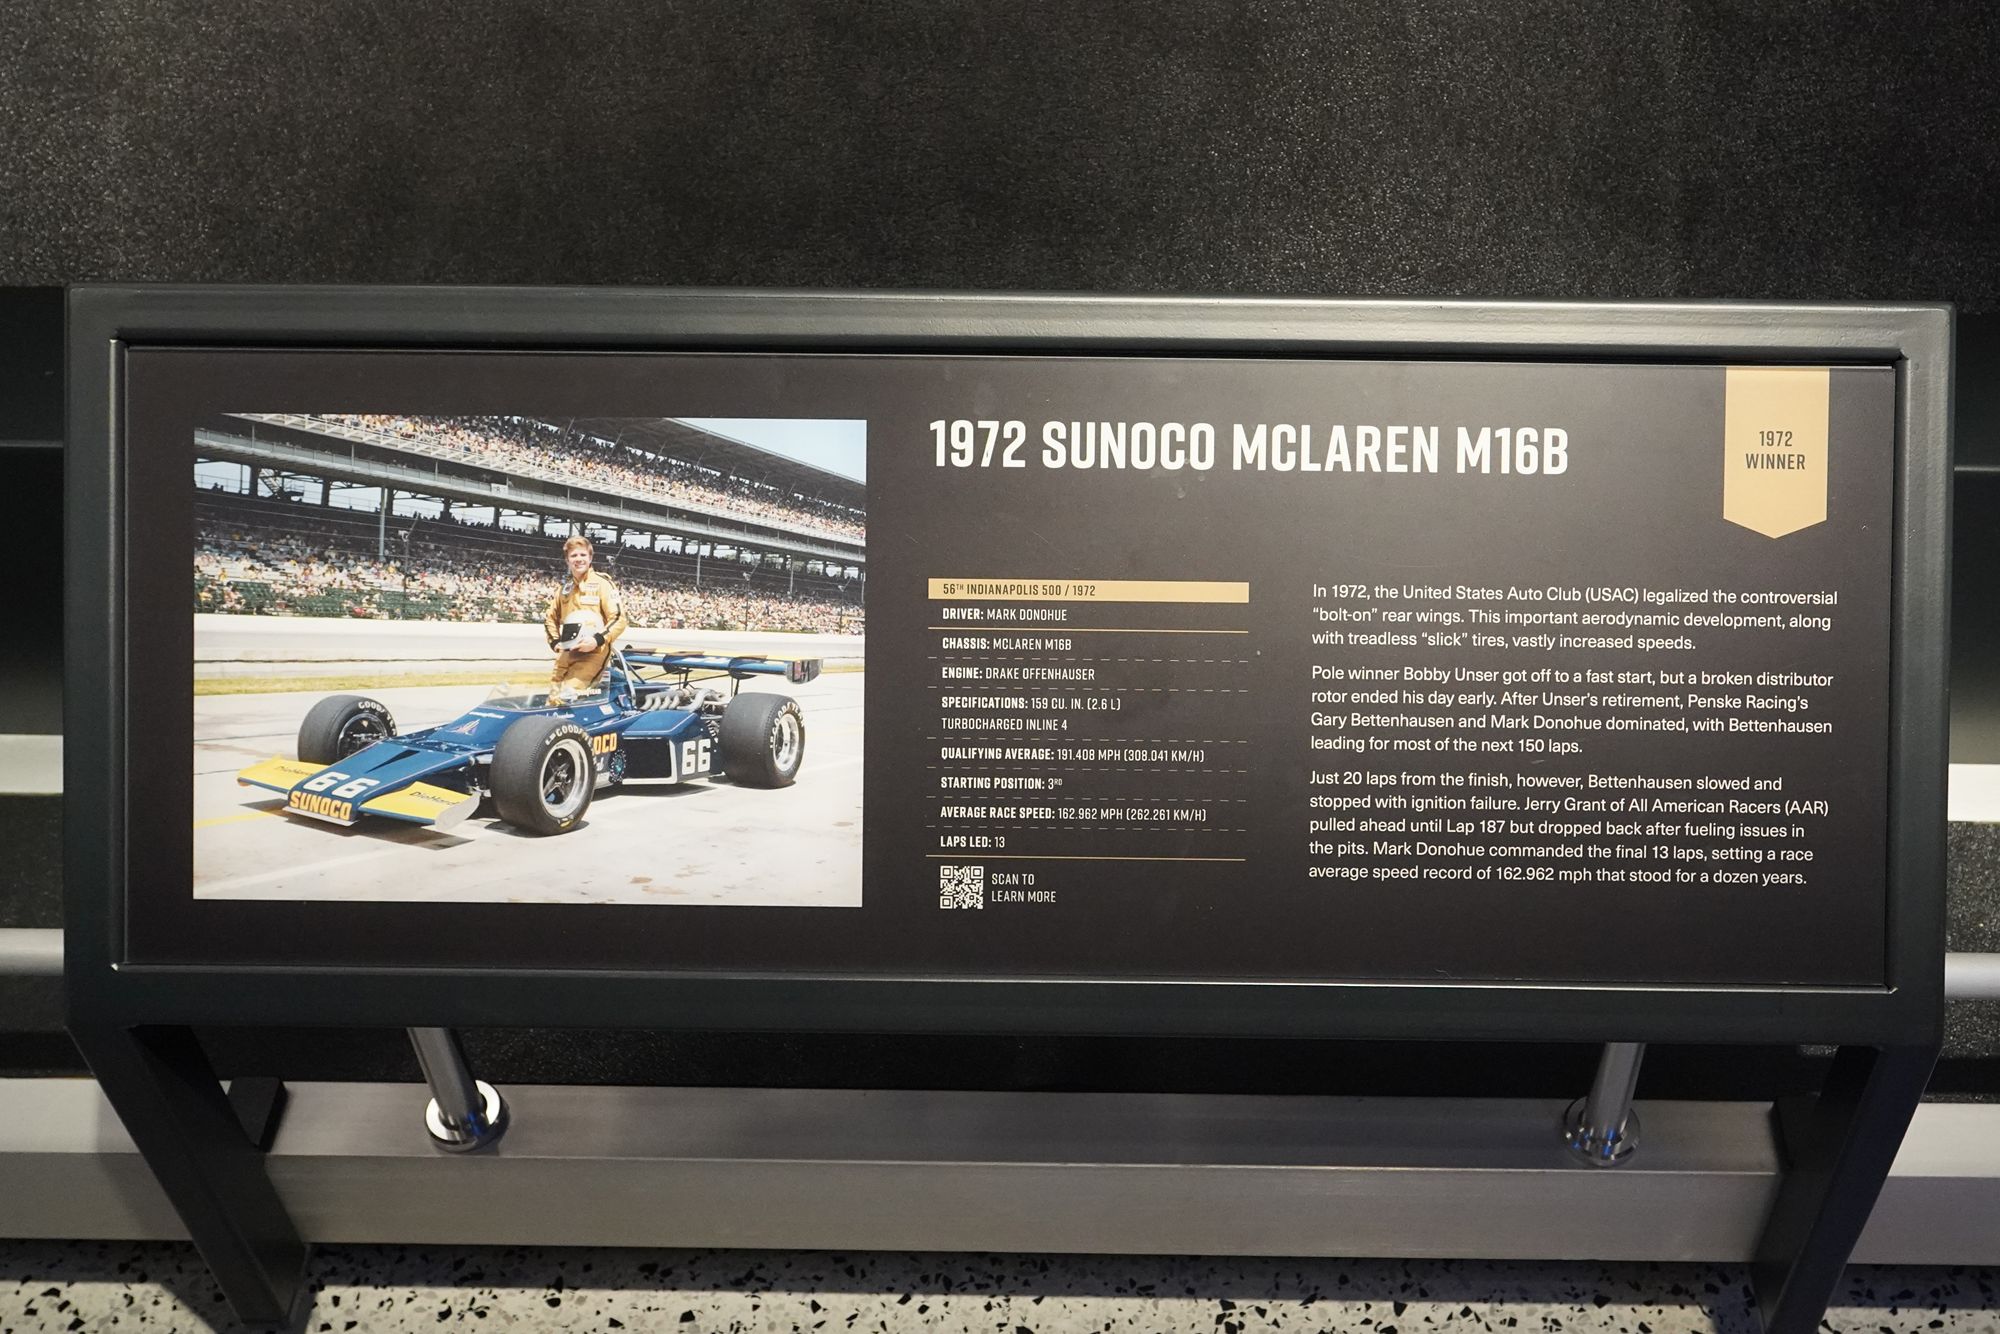 1972 SUNOCO MCLAREN M16B
1972
WINNER
56TH INDIANAPOLIS 500 / 1972
DRIVER: MARK DONOHUE
CHASSIS: MCLAREN M16B
ENGINE: DRAKE OFFENHAUSER
SPECIFICATIONS: 159 CU. IN. (2.6 L)
TURBOCHARGED INLINE 4
QUALIFYING AVERAGE: 191.408 MPH (308.041 KM/H)
STARTING POSITION: 3RD
AVERAGE RACE SPEED: 162.962 MPH (262.261 KM/H)
LAPS LED: 13
SCAN TO
LEARN MORE
In 1972, the United States Auto Club (USAC) legalized the controversial
“bolt-on” rear wings. This important aerodynamic development, along
with treadless “slick” tires, vastly increased speeds.
Pole winner Bobby Unser got off to a fast start, but a broken distributor
rotor ended his day early. After Unser’s retirement, Penske Racing’s
Gary Bettenhausen and Mark Donohue dominated, with Bettenhausen
leading for most of the next 150 laps.
Just 20 laps from the finish, however, Bettenhausen slowed and
stopped with ignition failure. Jerry Grant of All American Racers (AAR)
pulled ahead until Lap 187 but dropped back after fueling issues in
the pits. Mark Donohue commanded the final 13 laps, setting a race
average speed record of 162.962 mph that stood for a dozen years.
GOODYEAR
GOODYEAR
GOODYEAR
66
66
SUNOCO
DieHard
DieHard